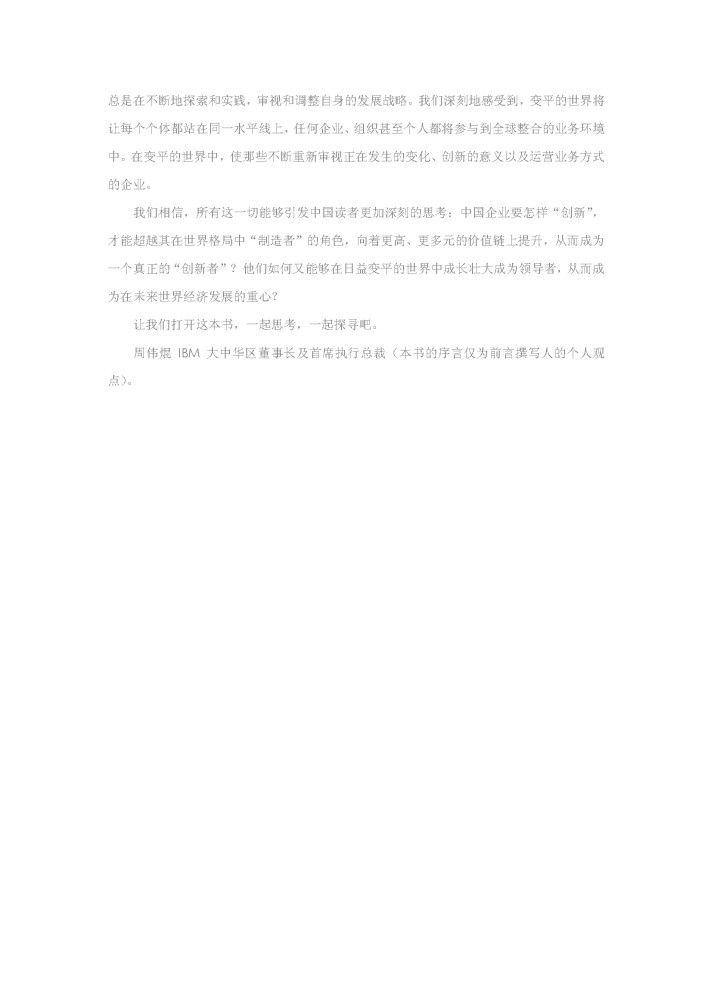 总是在不断地探索和实践，审视和调整自身的发展战略。我们深刻地感受到，变平的世界将
让每个个体都站在同一水平线上，任何企业、组织甚至个人都将参与到全球整合的业务环境
中。在变平的世界中，使那些不断重新审视正在发生的变化、创新的意义以及运营业务方式
的企业。
我们相信，所有这一切能够引发中国读者更加深刻的思考：中国企业要怎样“创新”，
才能超越其在世界格局中“制造者”的角色，向着更高、更多元的价值链上提升，从而成为
一个真正的“创新者”？他们如何又能够在日益变平的世界中成长壮大成为领导者，从而成
为在未来世界经济发展的重心？
让我们打开这本书，一起思考，一起探寻吧。
周伟焜 IBM 大中华区董事长及首席执行总裁（本书的序言仅为前言撰写人的个人观
点）。